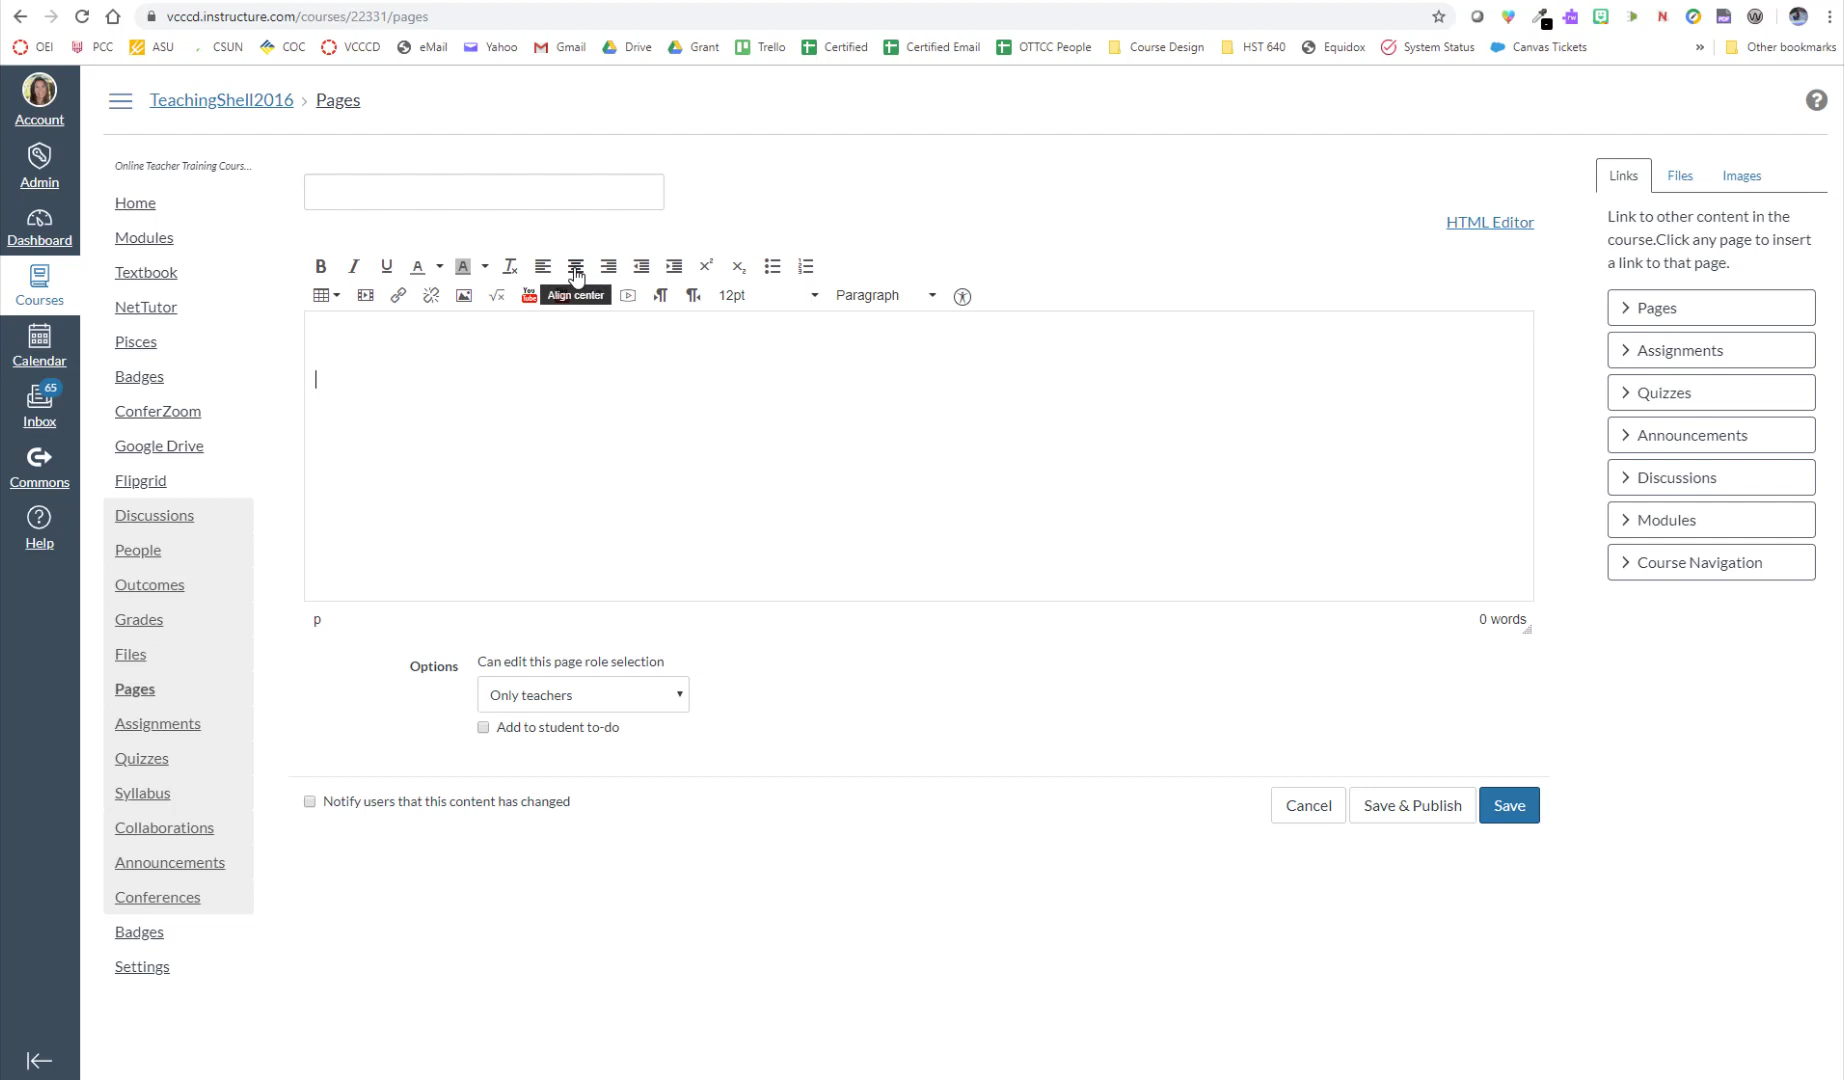 vcccd.instructure.com/courses/22331/pages
OEI PCC ASU CSUN COC VCCCD eMail Yahoo Gmail Drive Grant Trello Certified Certified Email OTTCC People Course Design HST 640 Equidox System Status Canvas Tickets » Other bookmarks
TeachingShell2016 › Pages
Account
Admin
Dashboard
Courses
Calendar
65
Inbox
Commons
Help
Online Teacher Training Cours...
Home
Modules
Textbook
NetTutor
Pisces
Badges
ConferZoom
Google Drive
Flipgrid
Discussions
People
Outcomes
Grades
Files
Pages
Assignments
Quizzes
Syllabus
Collaborations
Announcements
Conferences
Badges
Settings
HTML Editor
Align center
12pt Paragraph
p
0 words
Options
Can edit this page role selection
Only teachers
Add to student to-do
Notify users that this content has changed
Cancel Save & Publish Save
Links Files Images
Link to other content in the
course.Click any page to insert
a link to that page.
Pages
Assignments
Quizzes
Announcements
Discussions
Modules
Course Navigation